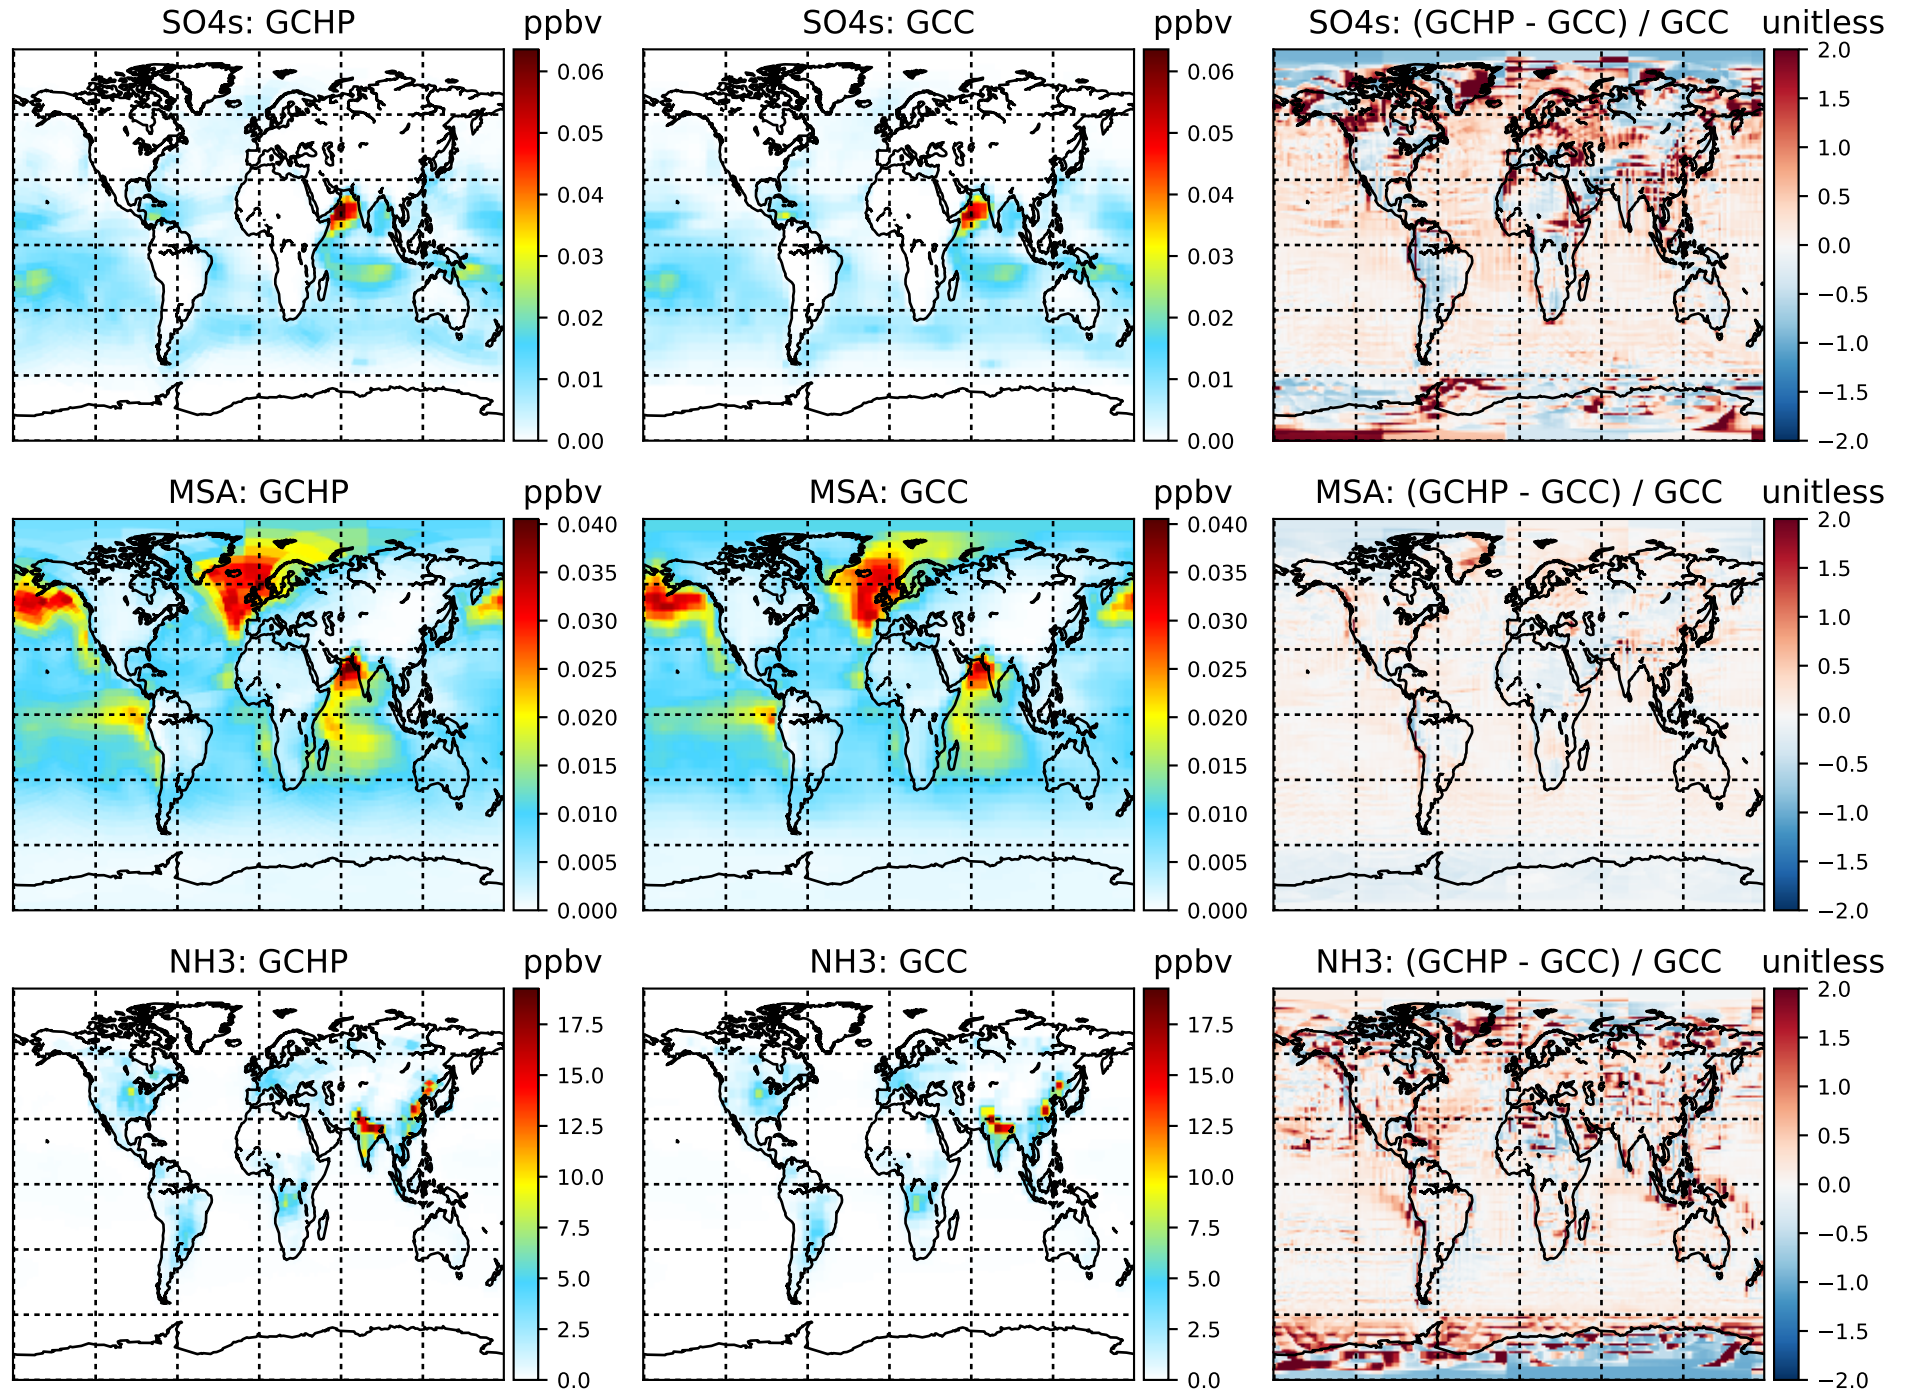 SO4s: GCHP ppbv SO4s: GCC ppbv SO4s: (GCHP - GCC) / GCC unitless
0.06 0.06 2.0
0.05 0.05 1.5
0.04 0.04 1.0
0.03 0.03 0.5
0.02 0.02 0.0
0.01 0.01 −0.5
0.00 0.00 −1.0
−1.5
−2.0
MSA: GCHP ppbv MSA: GCC ppbv MSA: (GCHP - GCC) / GCC unitless
0.040 0.040 2.0
0.035 0.035 1.5
0.030 0.030 1.0
0.025 0.025 0.5
0.020 0.020 0.0
0.015 0.015 −0.5
0.010 0.010 −1.0
0.005 0.005 −1.5
0.000 0.000 −2.0
NH3: GCHP ppbv NH3: GCC ppbv NH3: (GCHP - GCC) / GCC unitless
17.5 17.5 2.0
15.0 15.0 1.5
12.5 12.5 1.0
10.0 10.0 0.5
7.5 7.5 0.0
5.0 5.0 −0.5
2.5 2.5 −1.0
0.0 0.0 −1.5
−2.0